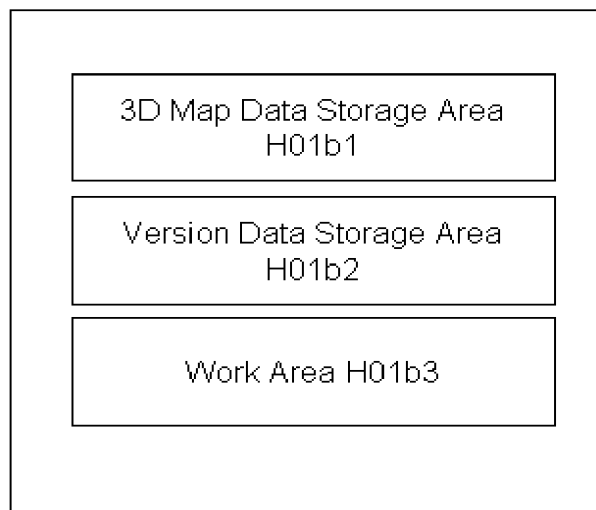 3D Map Data Storage Area
H01b1
Version Data Storage Area
H01b2
Work Area H01b3